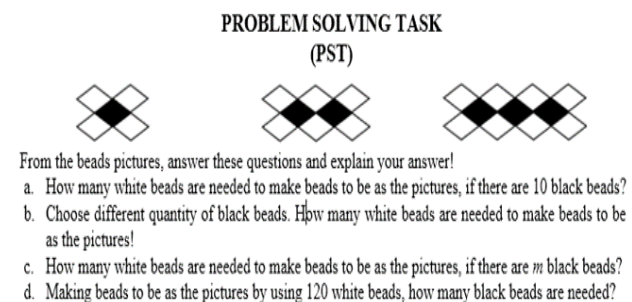 PROBLEM SOLVING TASK
(PST)
From the beads pictures, answer these questions and explain your answer!
a. How many white beads are needed to make beads to be as the pictures, if there are 10 black beads?
b. Choose different quantity of black beads. How many white beads are needed to make beads to be
as the pictures!
c. How many white beads are needed to make beads to be as the pictures, if there are m black beads?
d. Making beads to be as the pictures by using 120 white beads, how many black beads are needed?